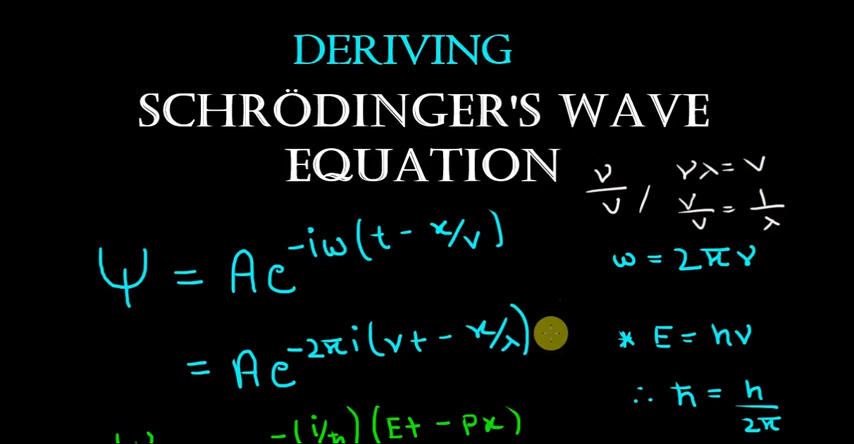 DERIVING
SCHRÖDINGER'S WAVE
EQUATION
ν/v / νλ = v
ν/v = 1/λ
Ψ = Ae^{-iω(t - x/v)}
ω = 2πν
= Ae^{-2πi(νt - x/λ)}
* E = hν
∴ ħ = h/2π
-(i/ħ)(Et - Px)